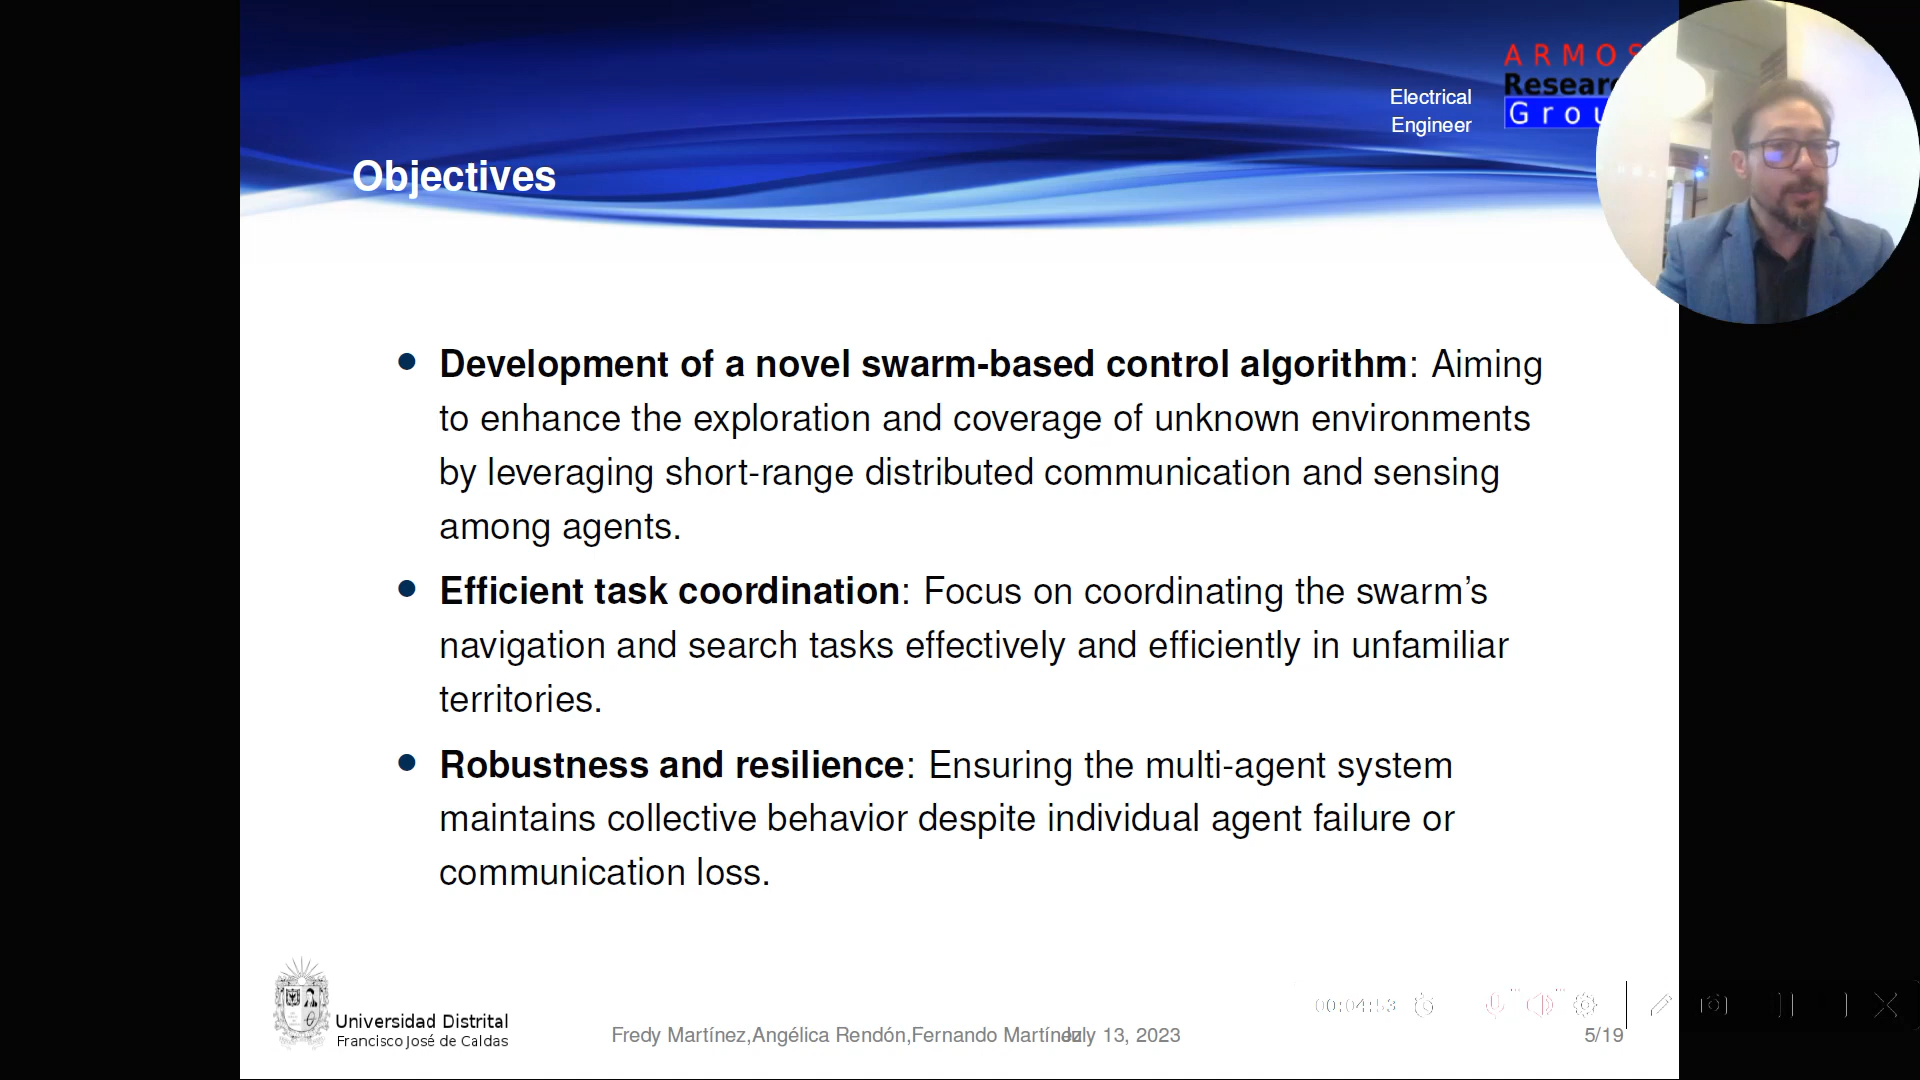 ARMOS
Resear
Grou
Electrical
Engineer
Objectives
Development of a novel swarm-based control algorithm: Aiming
to enhance the exploration and coverage of unknown environments
by leveraging short-range distributed communication and sensing
among agents.
Efficient task coordination: Focus on coordinating the swarm's
navigation and search tasks effectively and efficiently in unfamiliar
territories.
Robustness and resilience: Ensuring the multi-agent system
maintains collective behavior despite individual agent failure or
communication loss.
00:04:53
Universidad Distrital
Francisco José de Caldas
Fredy Martínez,Angélica Rendón,Fernando Martínez
July 13, 2023
5/19